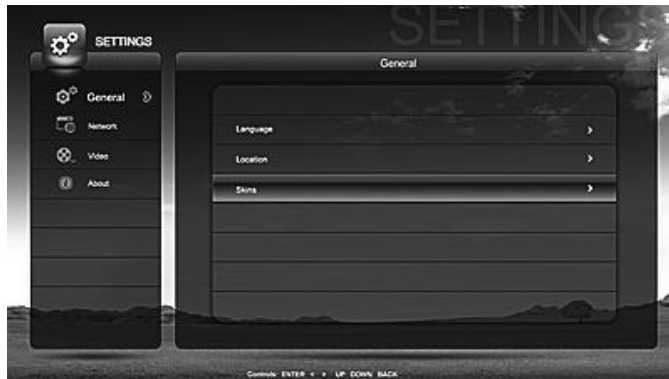 SETTINGS
SETTINGS
General
General
Network
Video
About
Language
Location
Skins
Controls: ENTER < > UP DOWN BACK